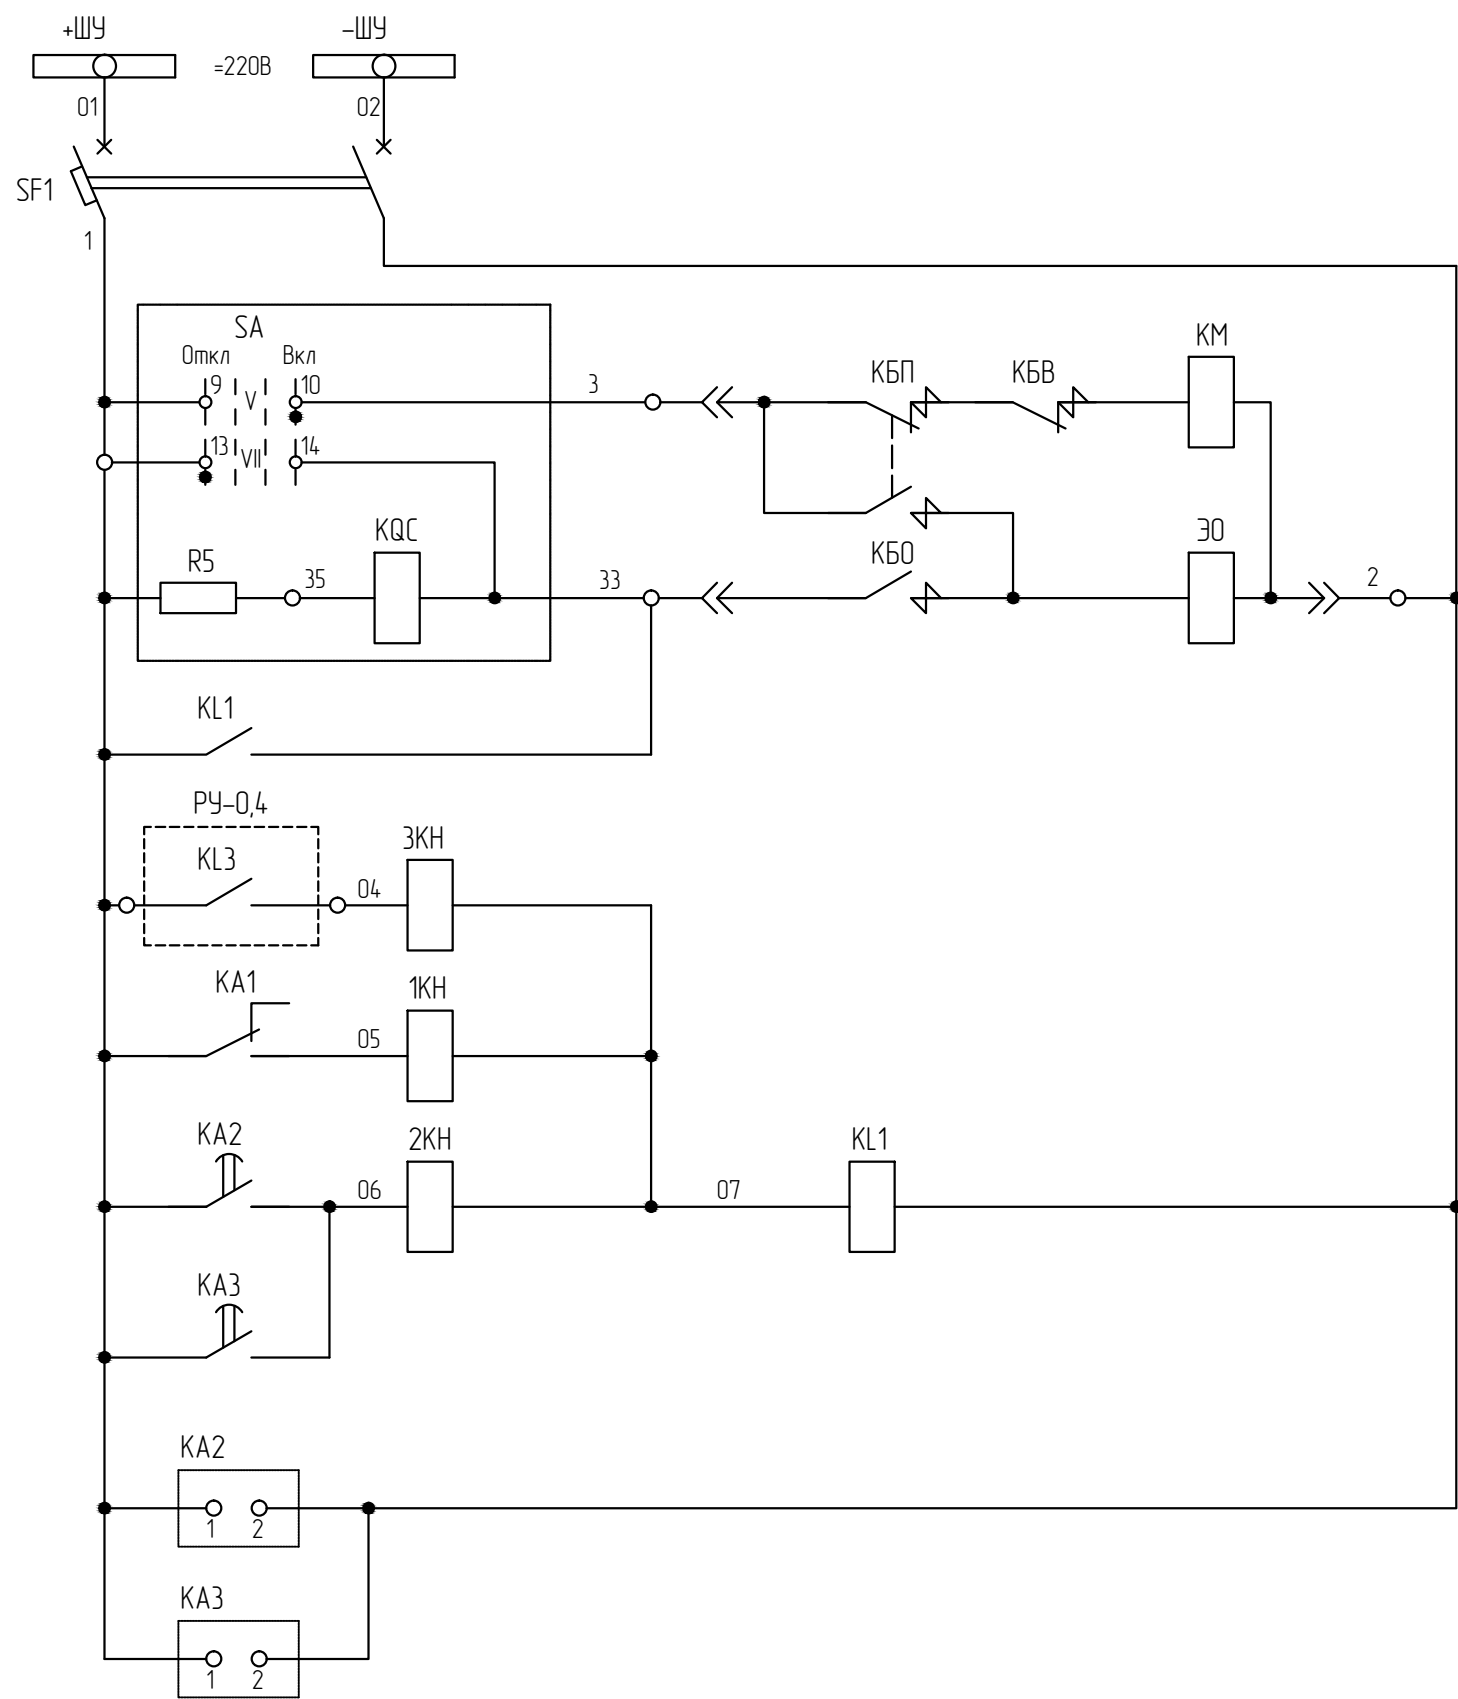 +ШУ
=220В
-ШУ
01
02
SF1
1
SA
Откл
Вкл
9
V
10
13
VII
14
3
КБП
КБВ
КМ
R5
35
KQC
33
КБО
ЭО
2
KL1
РУ-0,4
KL3
04
3КН
KA1
05
1КН
KA2
06
2КН
07
KL1
KA3
KA2
1
2
KA3
1
2